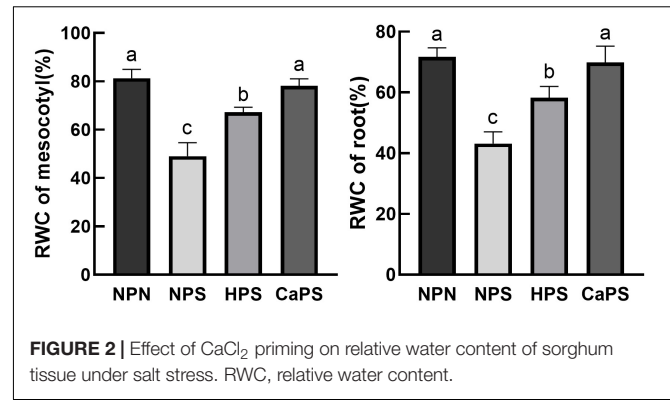 RWC of mesocotyl(%)
100
80
60
40
20
0
a
c
b
a
NPN NPS HPS CaPS
RWC of root(%)
80
60
40
20
0
a
c
b
a
NPN NPS HPS CaPS
FIGURE 2 | Effect of CaCl₂ priming on relative water content of sorghum
tissue under salt stress. RWC, relative water content.